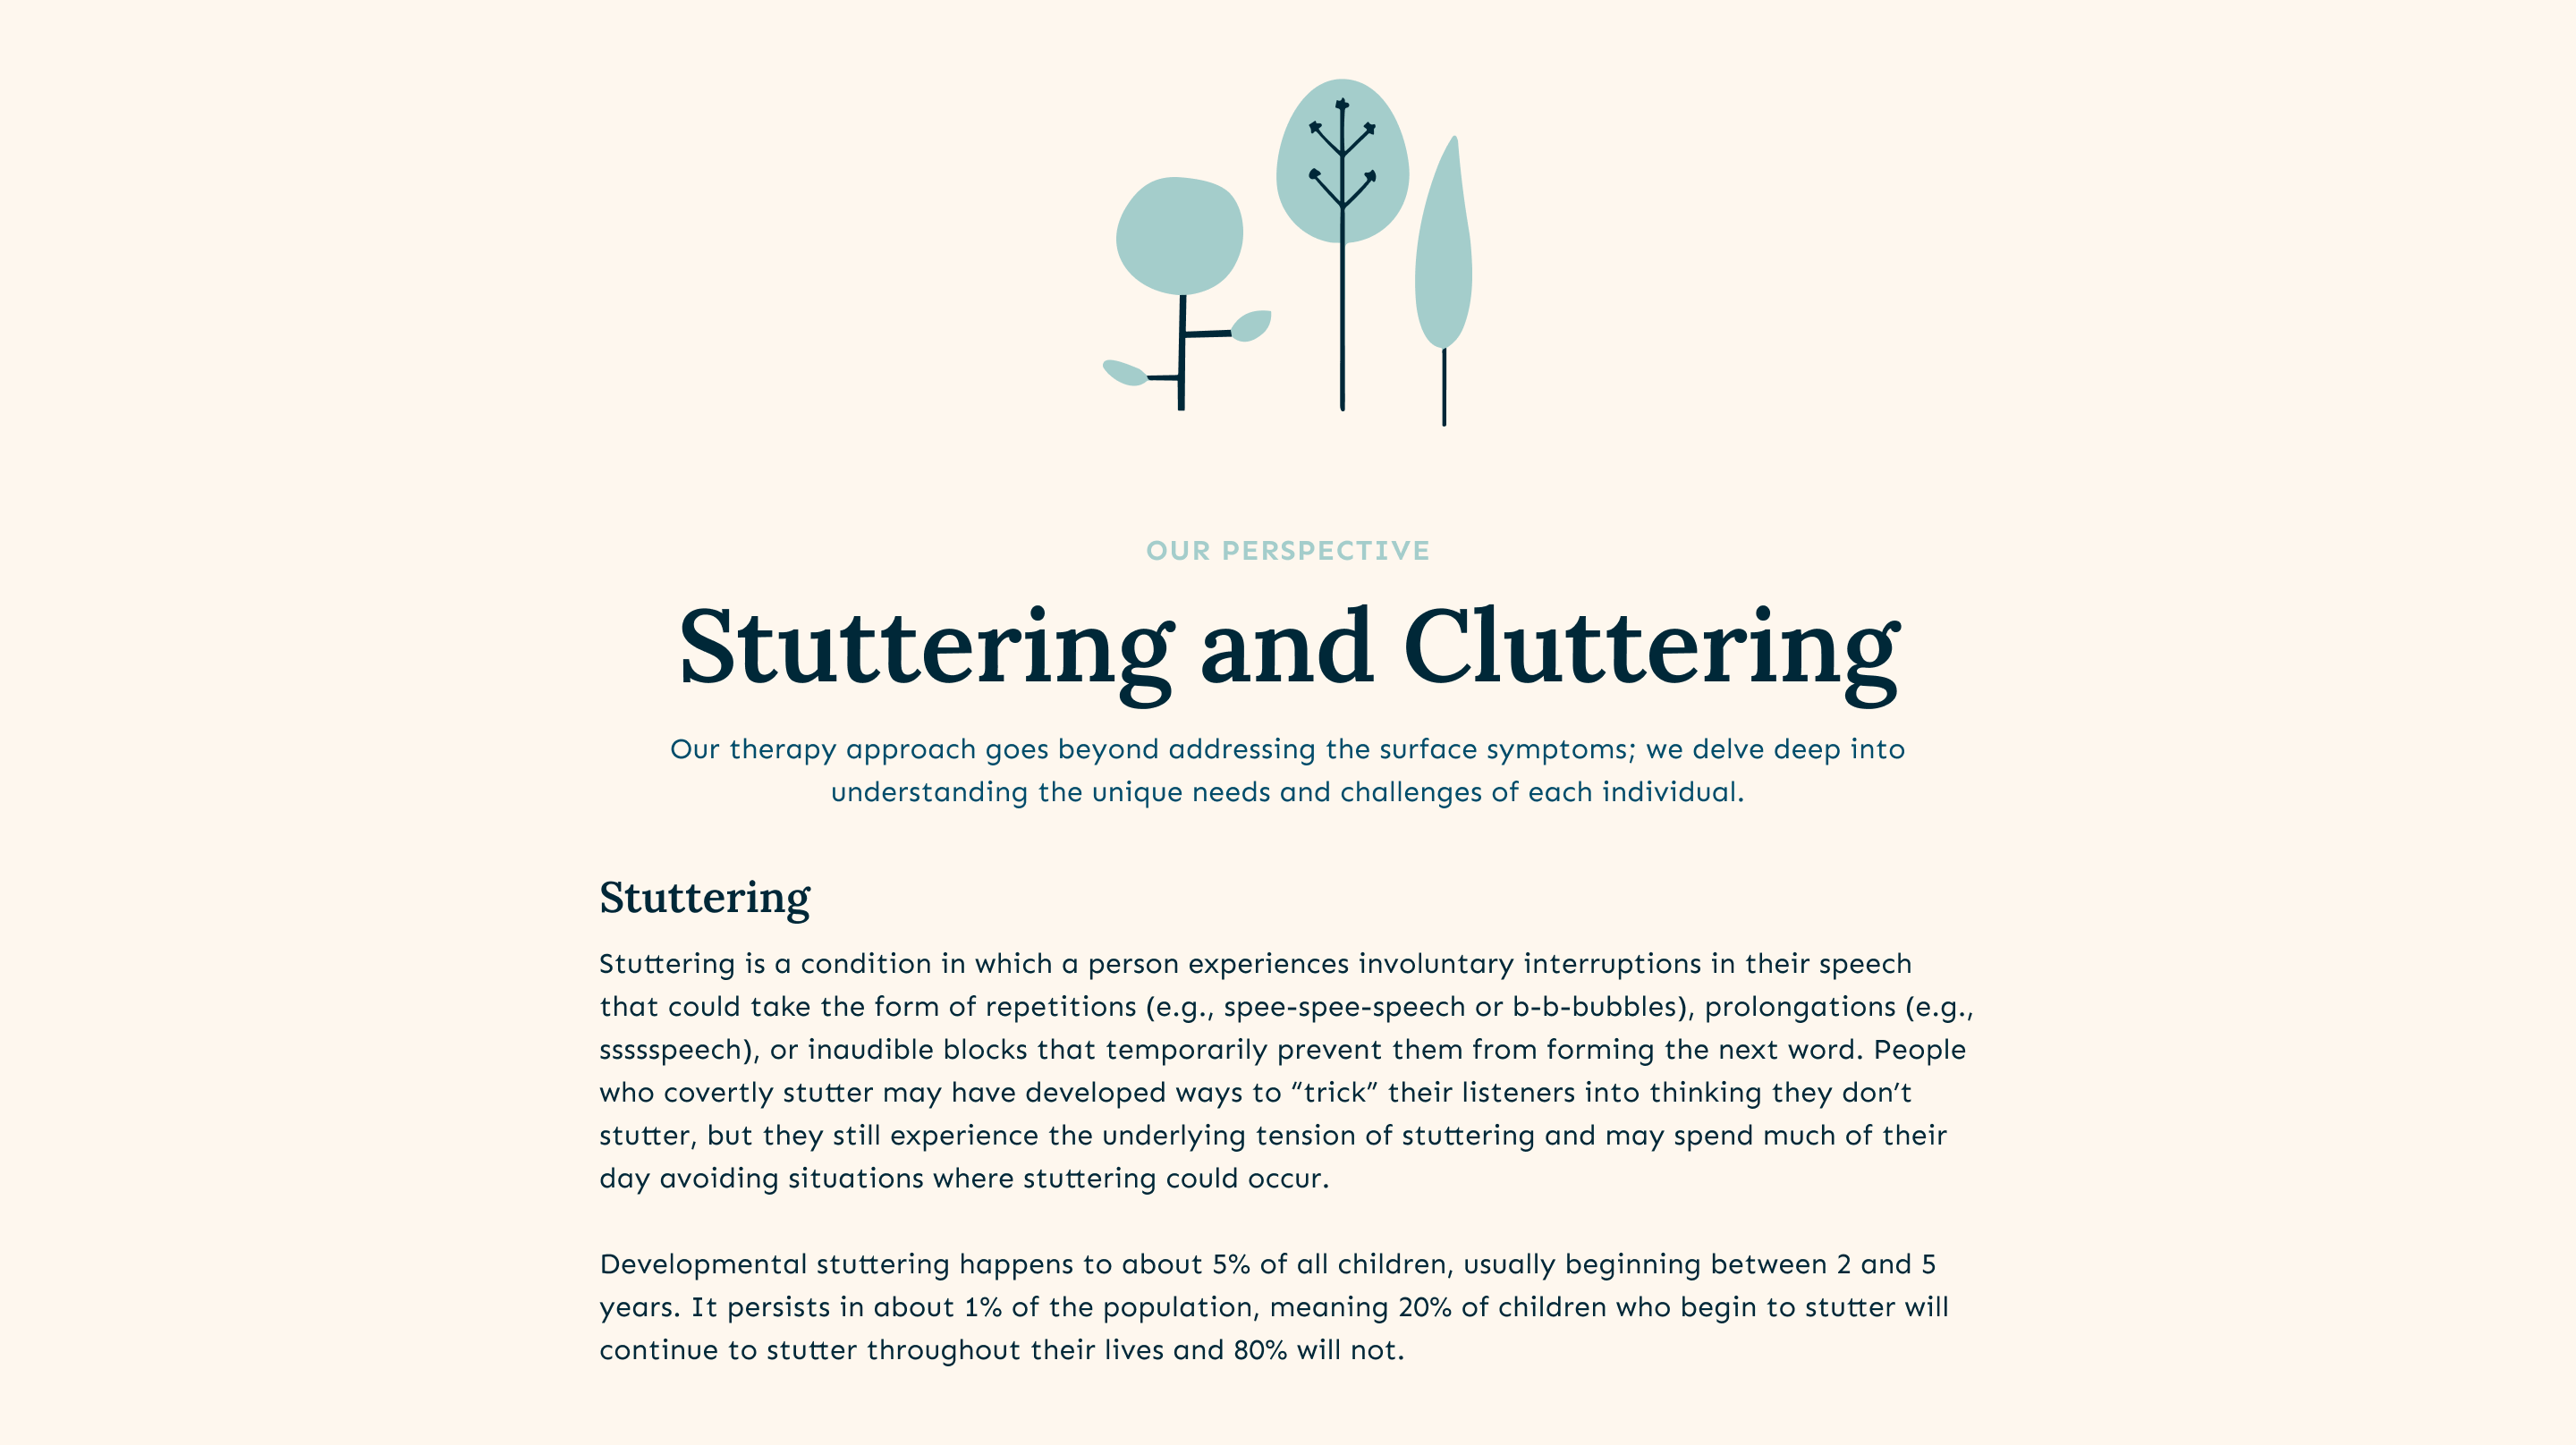 OUR PERSPECTIVE
Stuttering and Cluttering
Our therapy approach goes beyond addressing the surface symptoms; we delve deep into
understanding the unique needs and challenges of each individual.
Stuttering
Stuttering is a condition in which a person experiences involuntary interruptions in their speech
that could take the form of repetitions (e.g., spee-spee-speech or b-b-bubbles), prolongations (e.g.,
sssssspeech), or inaudible blocks that temporarily prevent them from forming the next word. People
who covertly stutter may have developed ways to “trick” their listeners into thinking they don’t
stutter, but they still experience the underlying tension of stuttering and may spend much of their
day avoiding situations where stuttering could occur.
Developmental stuttering happens to about 5% of all children, usually beginning between 2 and 5
years. It persists in about 1% of the population, meaning 20% of children who begin to stutter will
continue to stutter throughout their lives and 80% will not.